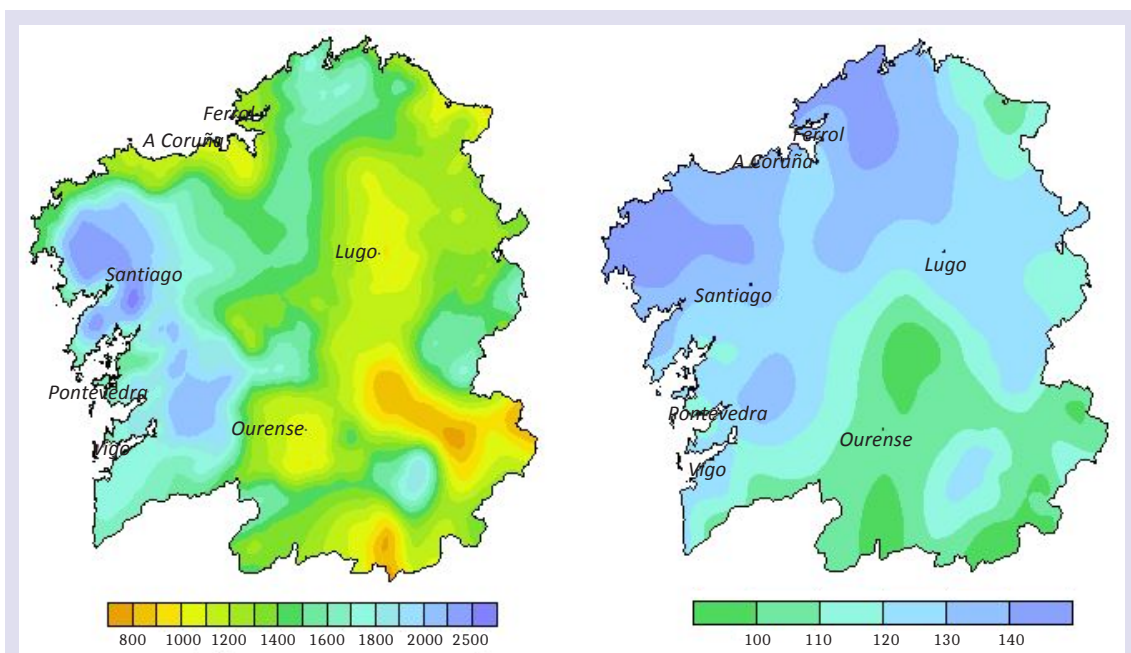 Ferrol
A Coruña
Lugo
Santiago
Pontevedra
Ourense
Vigo
800 1000 1200 1400 1600 1800 2000 2500
Ferrol
A Coruña
Lugo
Santiago
Pontevedra
Ourense
Vigo
100 110 120 130 140